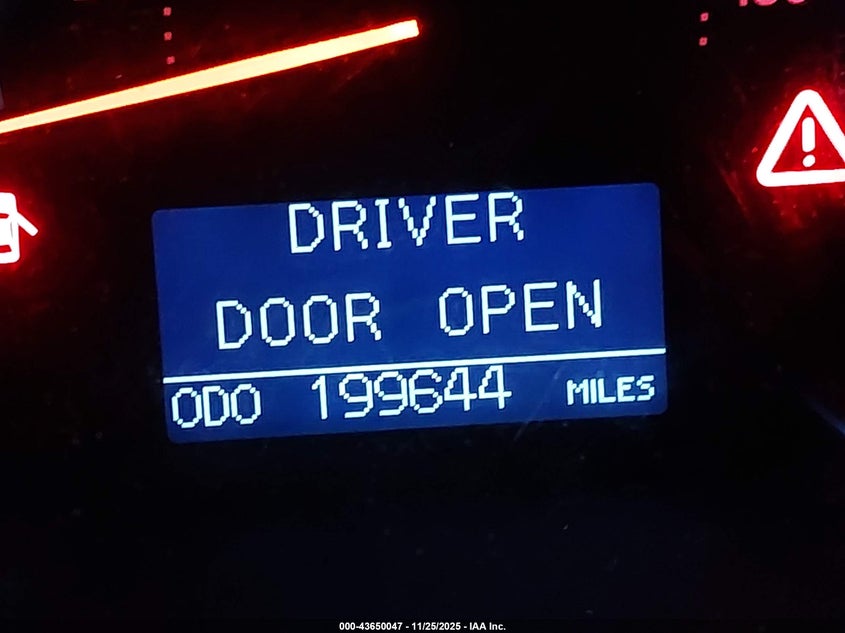 DRIVER
DOOR OPEN
ODO 199644 MILES
000-43650047 - 11/25/2025 - IAA Inc.